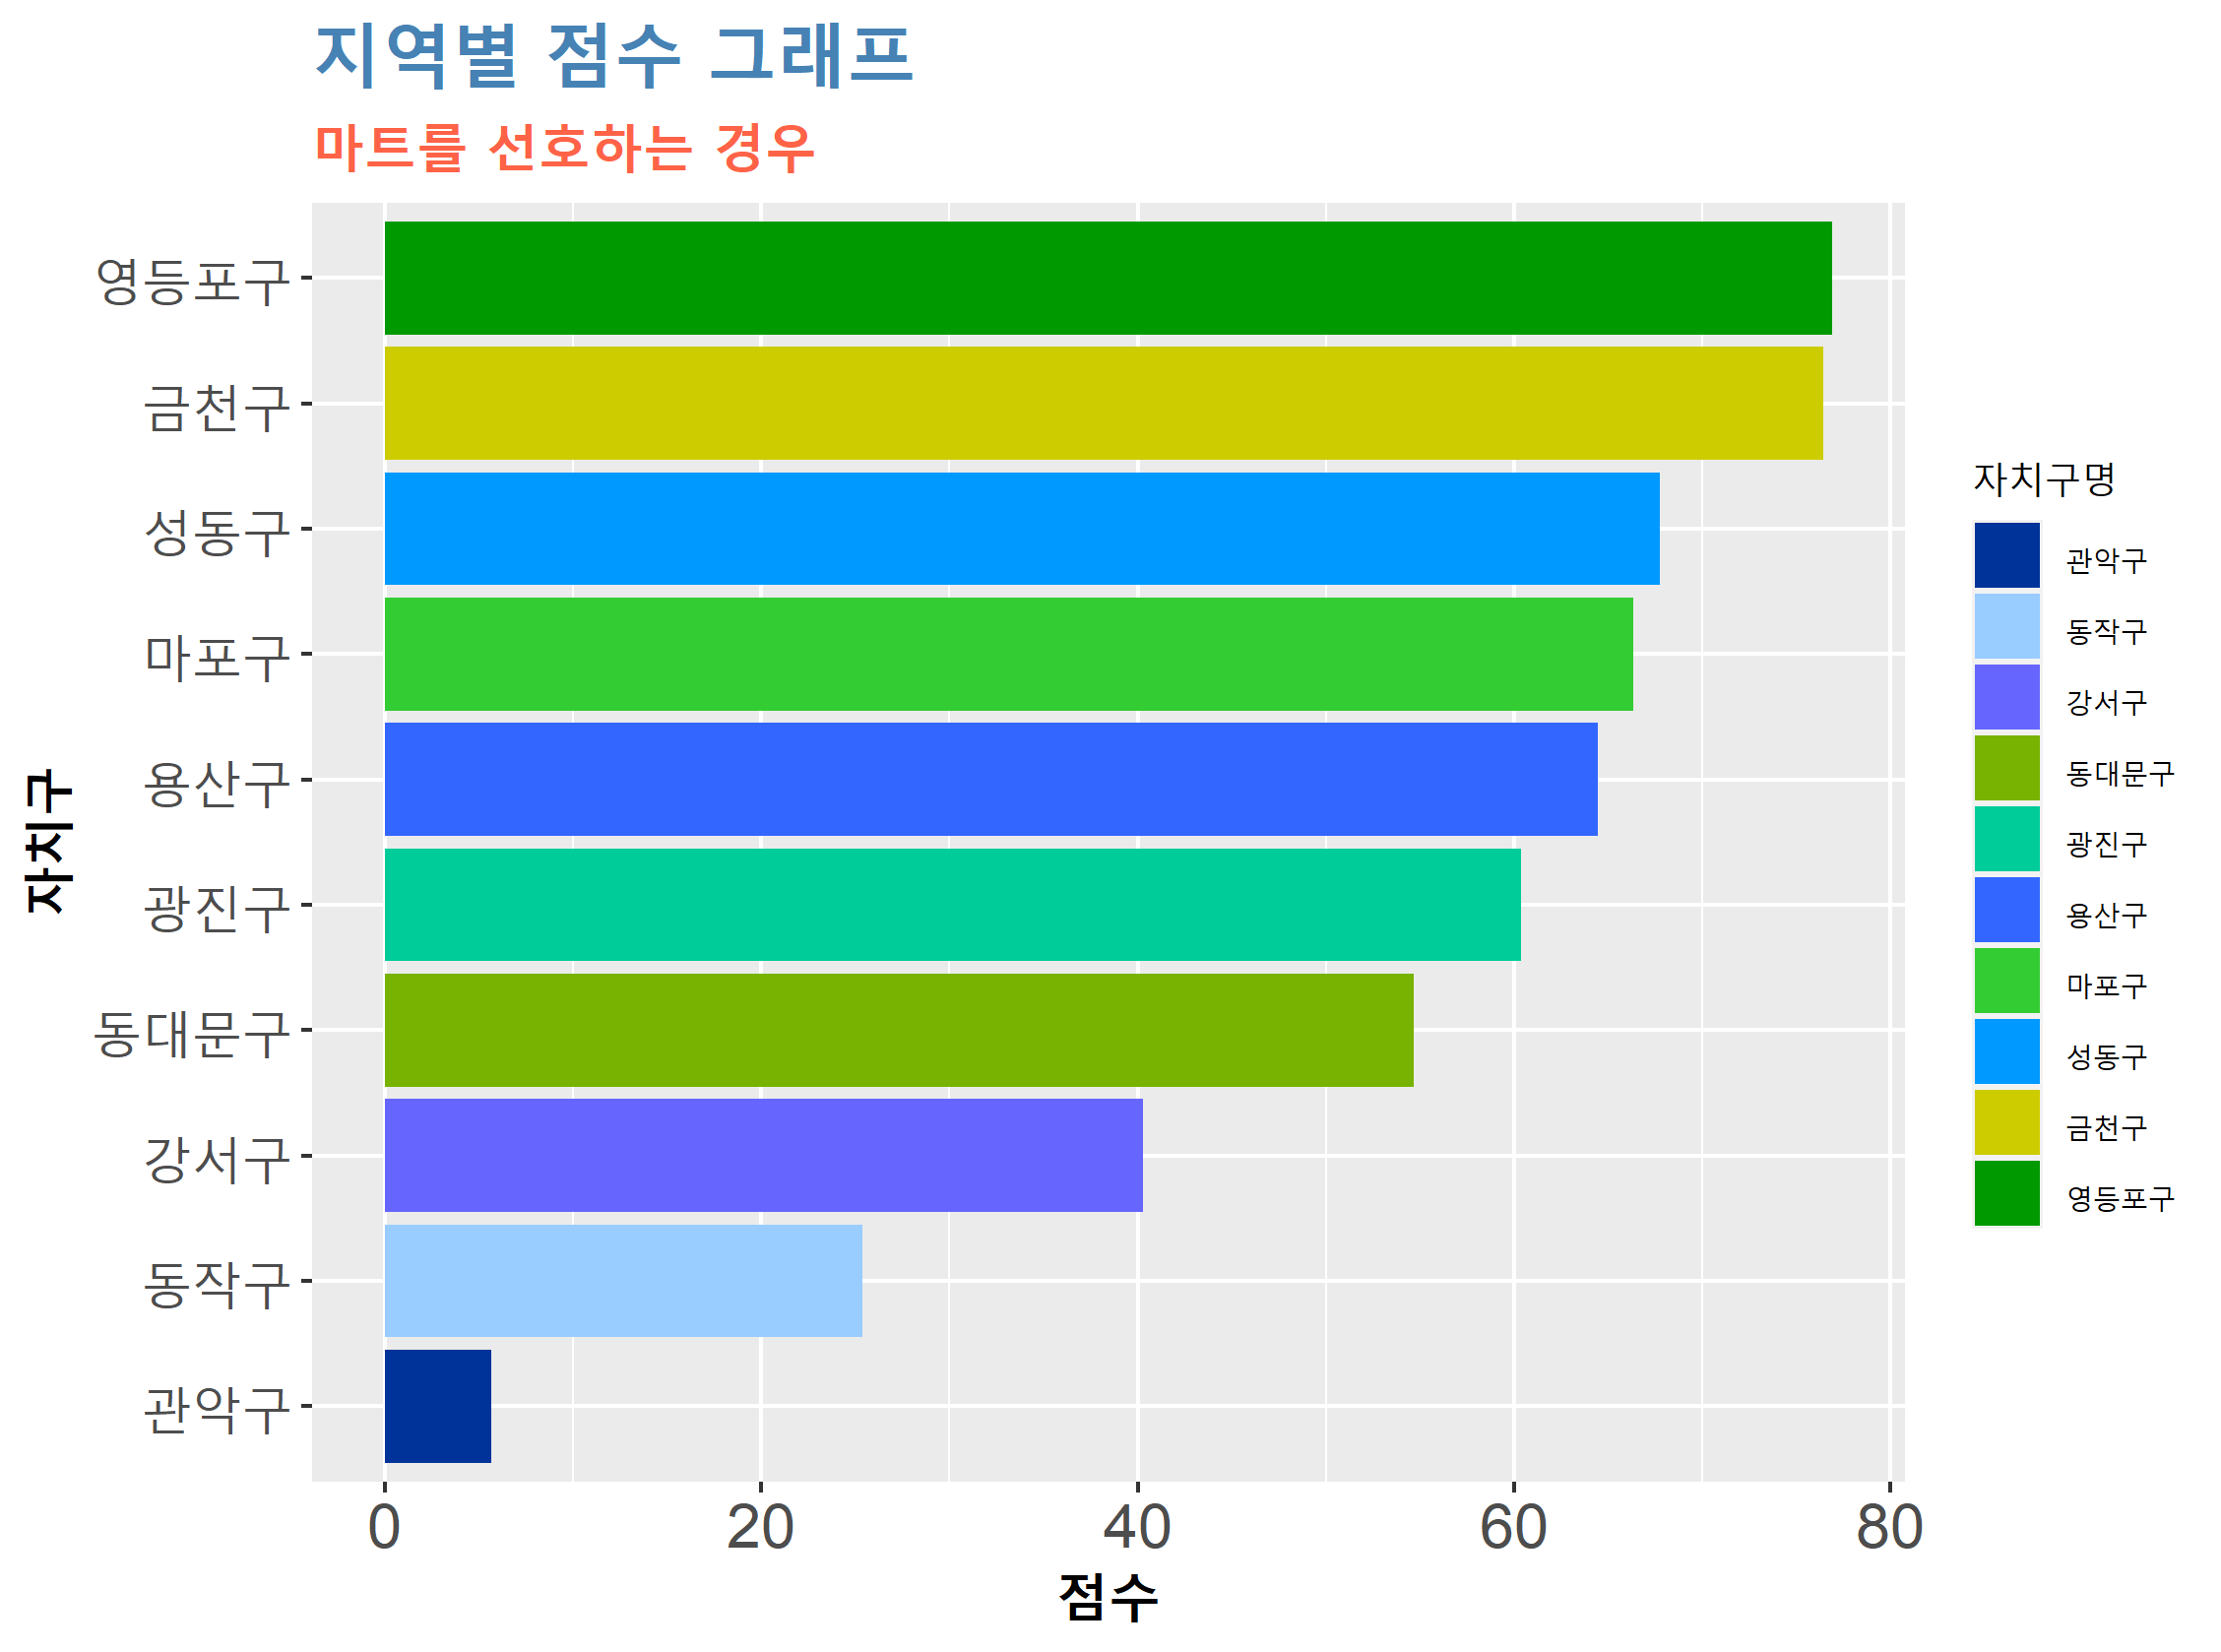 지역별 점수 그래프
마트를 선호하는 경우
영등포구
금천구
성동구
마포구
용산구
광진구
동대문구
강서구
동작구
관악구
자치구
0 20 40 60 80
점수
자치구명
관악구
동작구
강서구
동대문구
광진구
용산구
마포구
성동구
금천구
영등포구